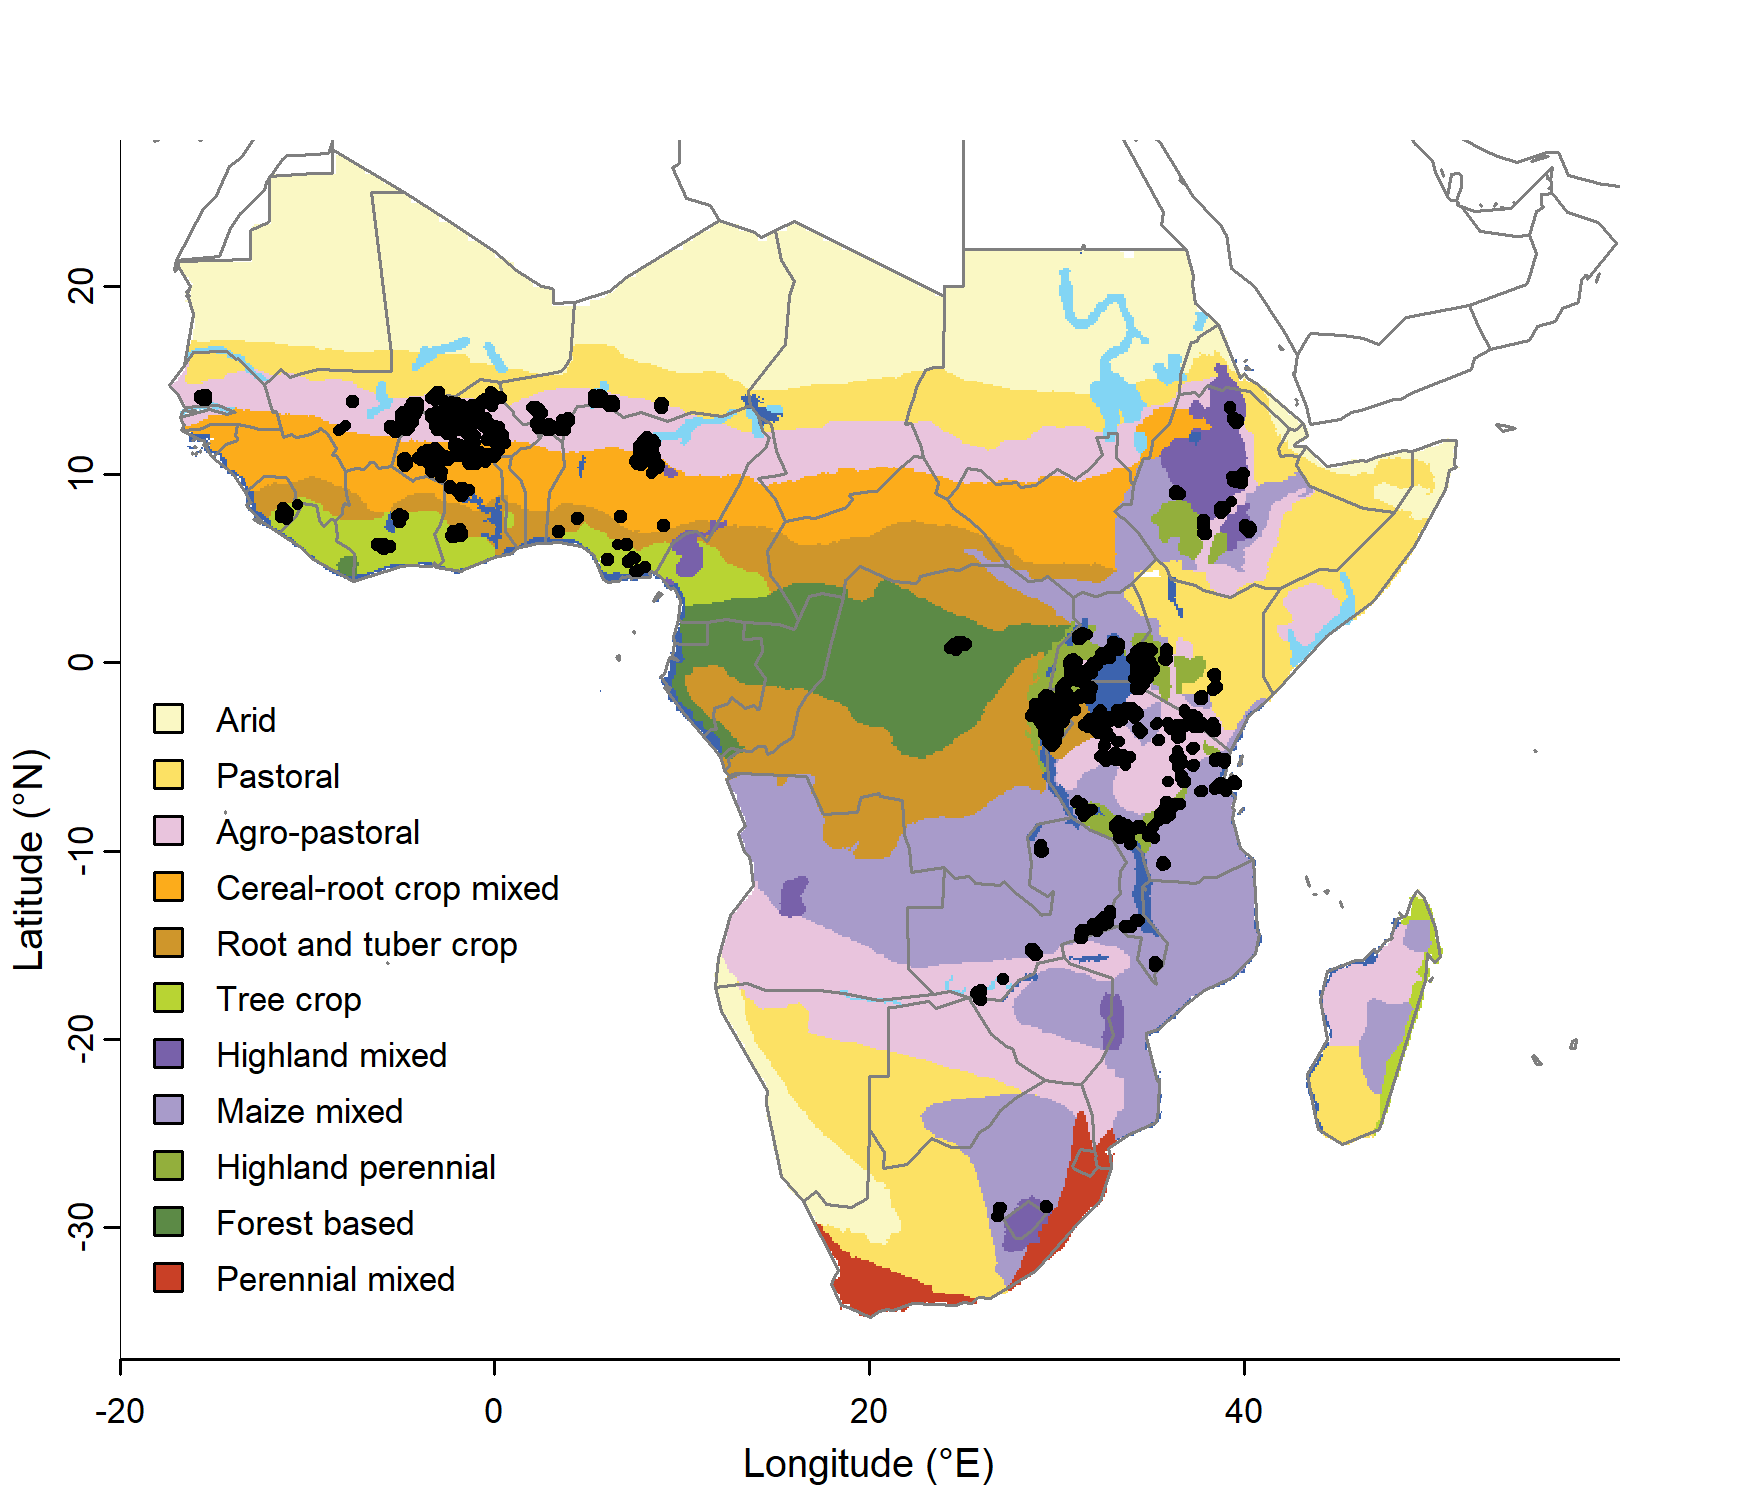 20
10
0
-10
-20
-30
Latitude (°N)
Arid
Pastoral
Agro-pastoral
Cereal-root crop mixed
Root and tuber crop
Tree crop
Highland mixed
Maize mixed
Highland perennial
Forest based
Perennial mixed
-20 0 20 40
Longitude (°E)